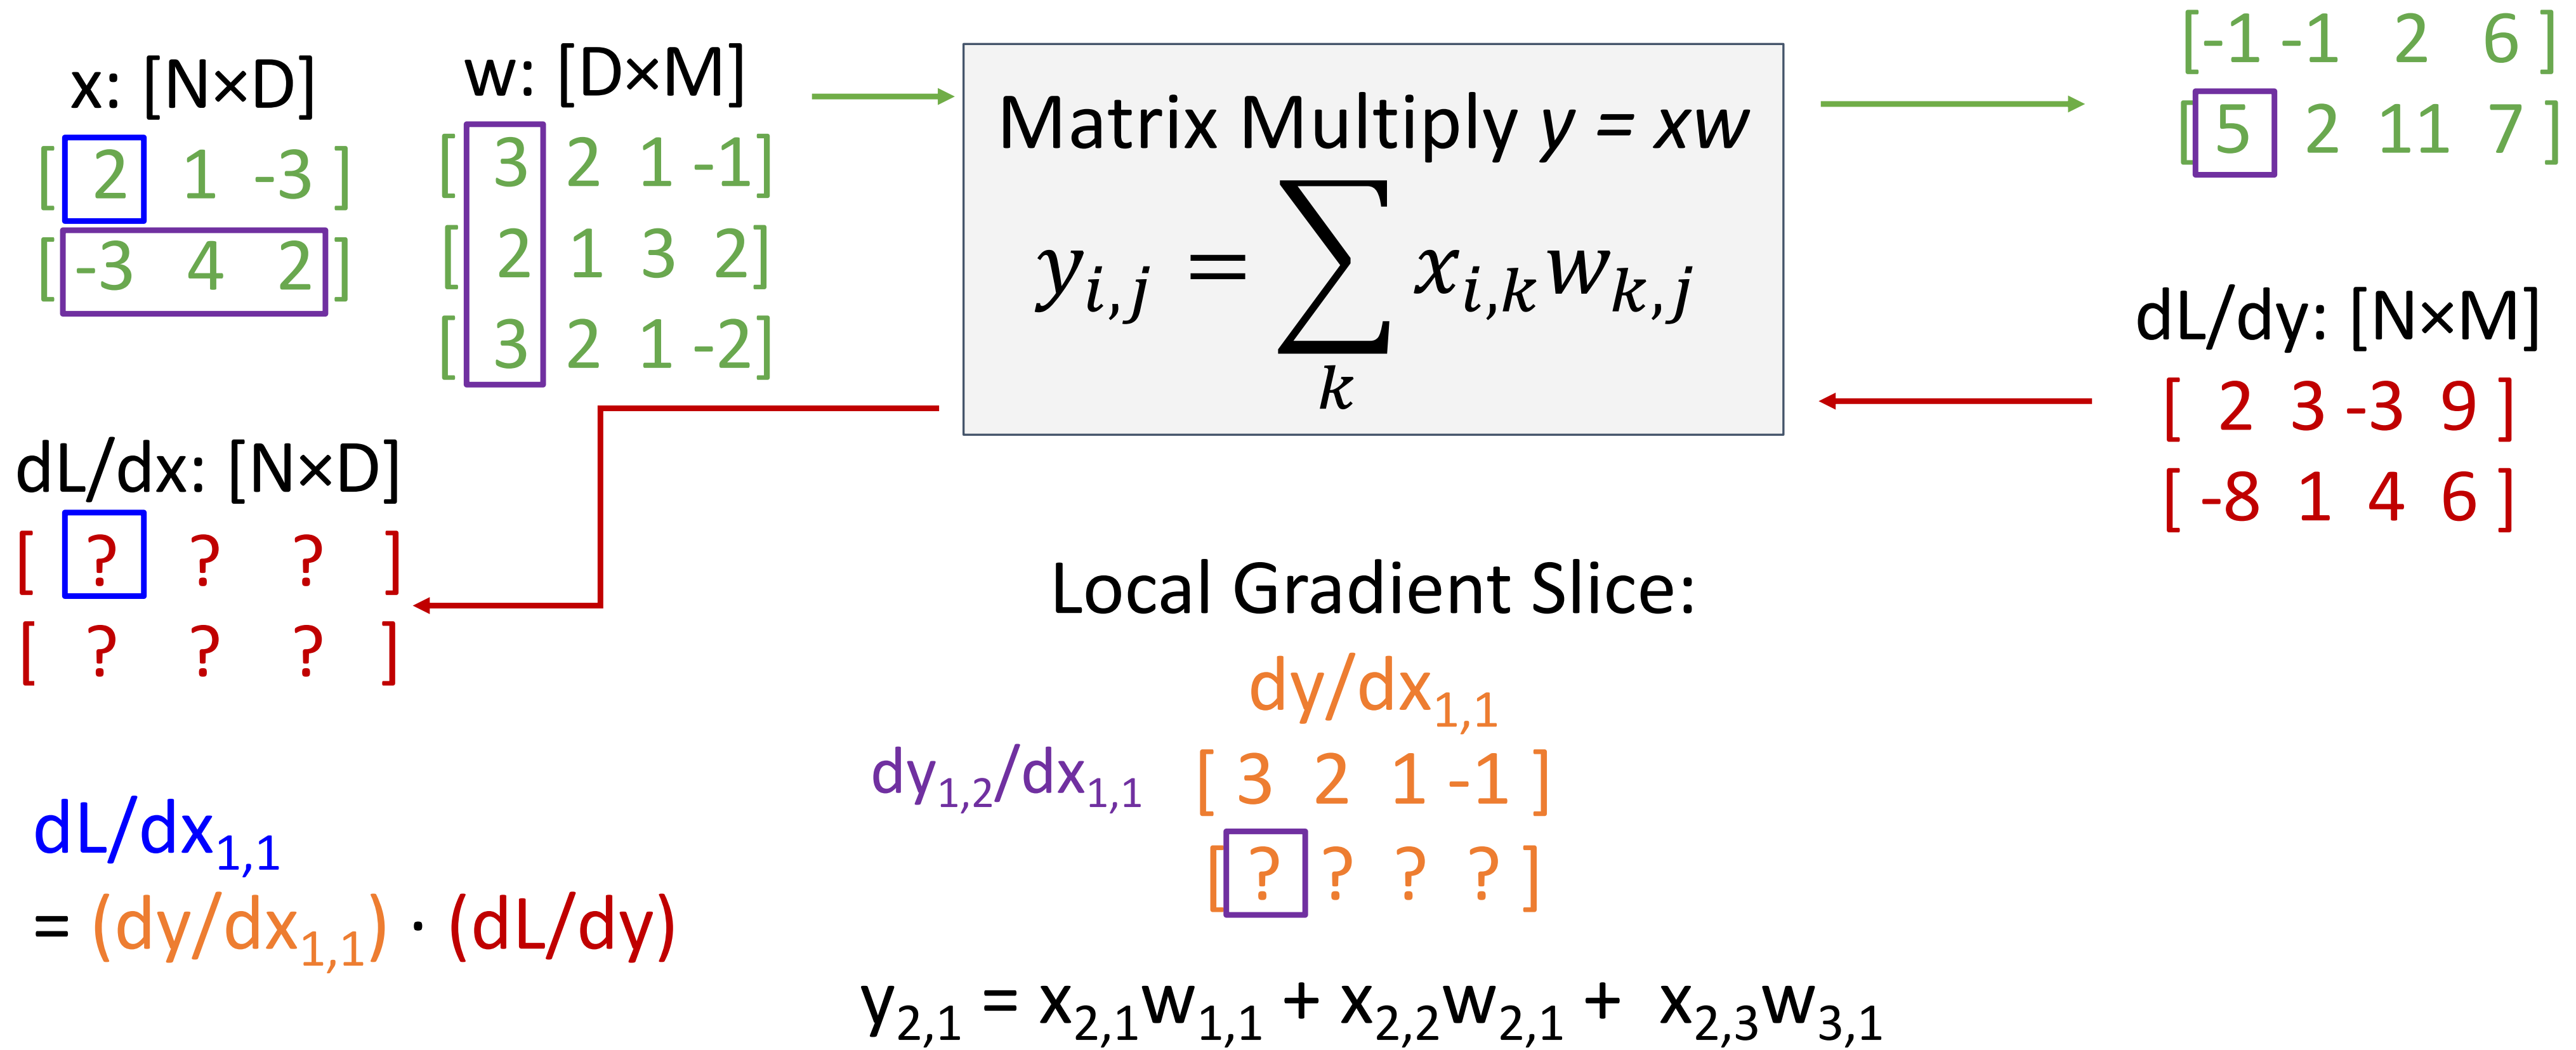 x: [N×D]
[ 2 1 -3 ]
[ -3 4 2 ]
w: [D×M]
[ 3 2 1 -1]
[ 2 1 3 2]
[ 3 2 1 -2]
Matrix Multiply y = xw
y_{i,j} = ∑_k x_{i,k}w_{k,j}
[-1 -1 2 6 ]
[ 5 2 11 7 ]
dL/dy: [N×M]
[ 2 3 -3 9 ]
[ -8 1 4 6 ]
dL/dx: [N×D]
[ ? ? ? ]
[ ? ? ? ]
dL/dx_{1,1}
= (dy/dx_{1,1}) · (dL/dy)
Local Gradient Slice:
dy/dx_{1,1}
dy_{1,2}/dx_{1,1}
[ 3 2 1 -1 ]
[ ? ? ? ? ]
y_{2,1} = x_{2,1}w_{1,1} + x_{2,2}w_{2,1} + x_{2,3}w_{3,1}